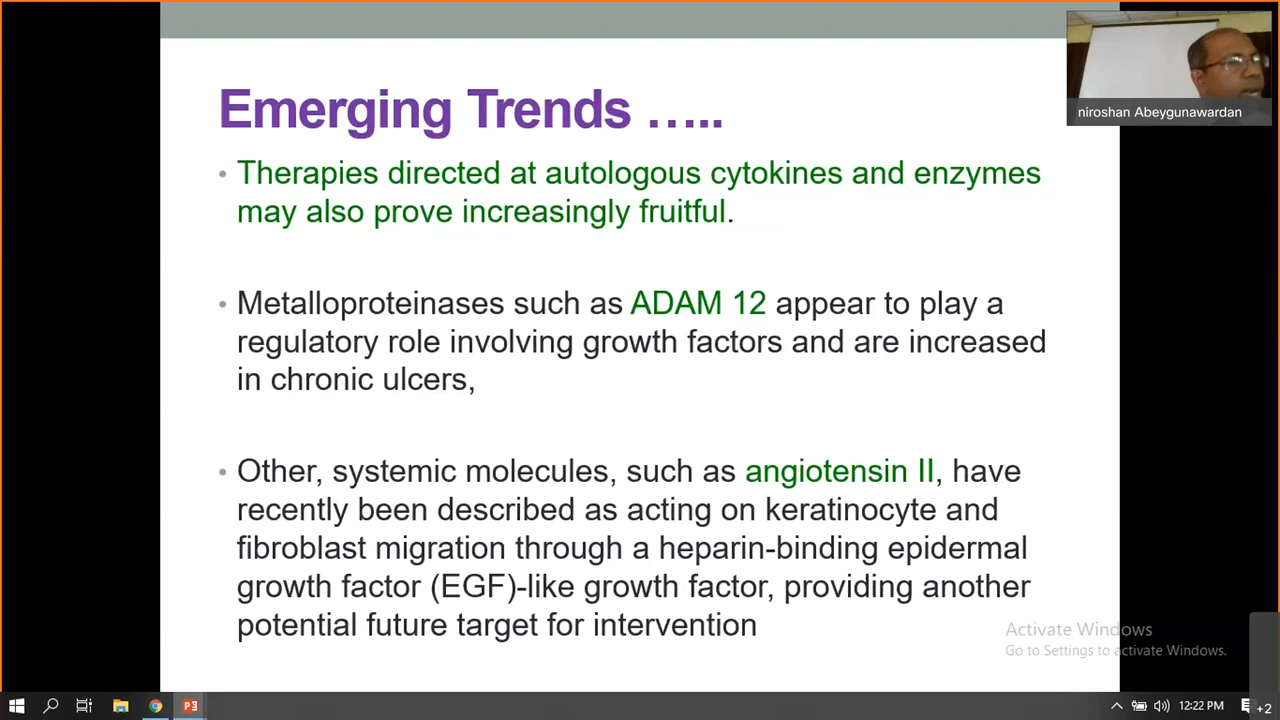 Emerging Trends …..
niroshan Abeygunawardan
• Therapies directed at autologous cytokines and enzymes
may also prove increasingly fruitful.
• Metalloproteinases such as ADAM 12 appear to play a
regulatory role involving growth factors and are increased
in chronic ulcers,
• Other, systemic molecules, such as angiotensin II, have
recently been described as acting on keratinocyte and
fibroblast migration through a heparin-binding epidermal
growth factor (EGF)-like growth factor, providing another
potential future target for intervention
Activate Windows
Go to Settings to activate Windows.
12:22 PM
+2